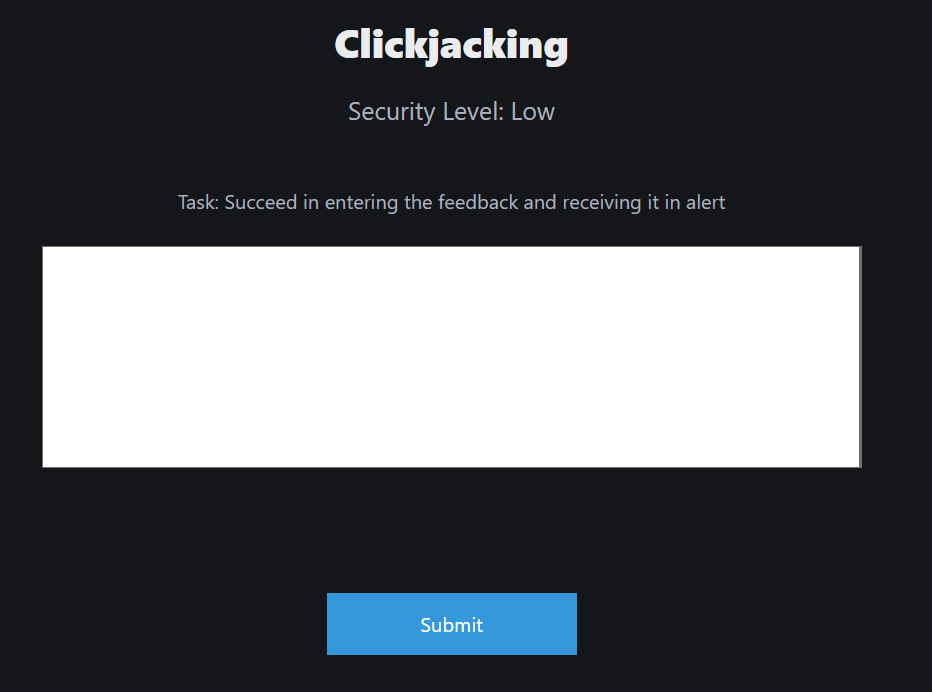 Clickjacking
Security Level: Low
Task: Succeed in entering the feedback and receiving it in alert
Submit